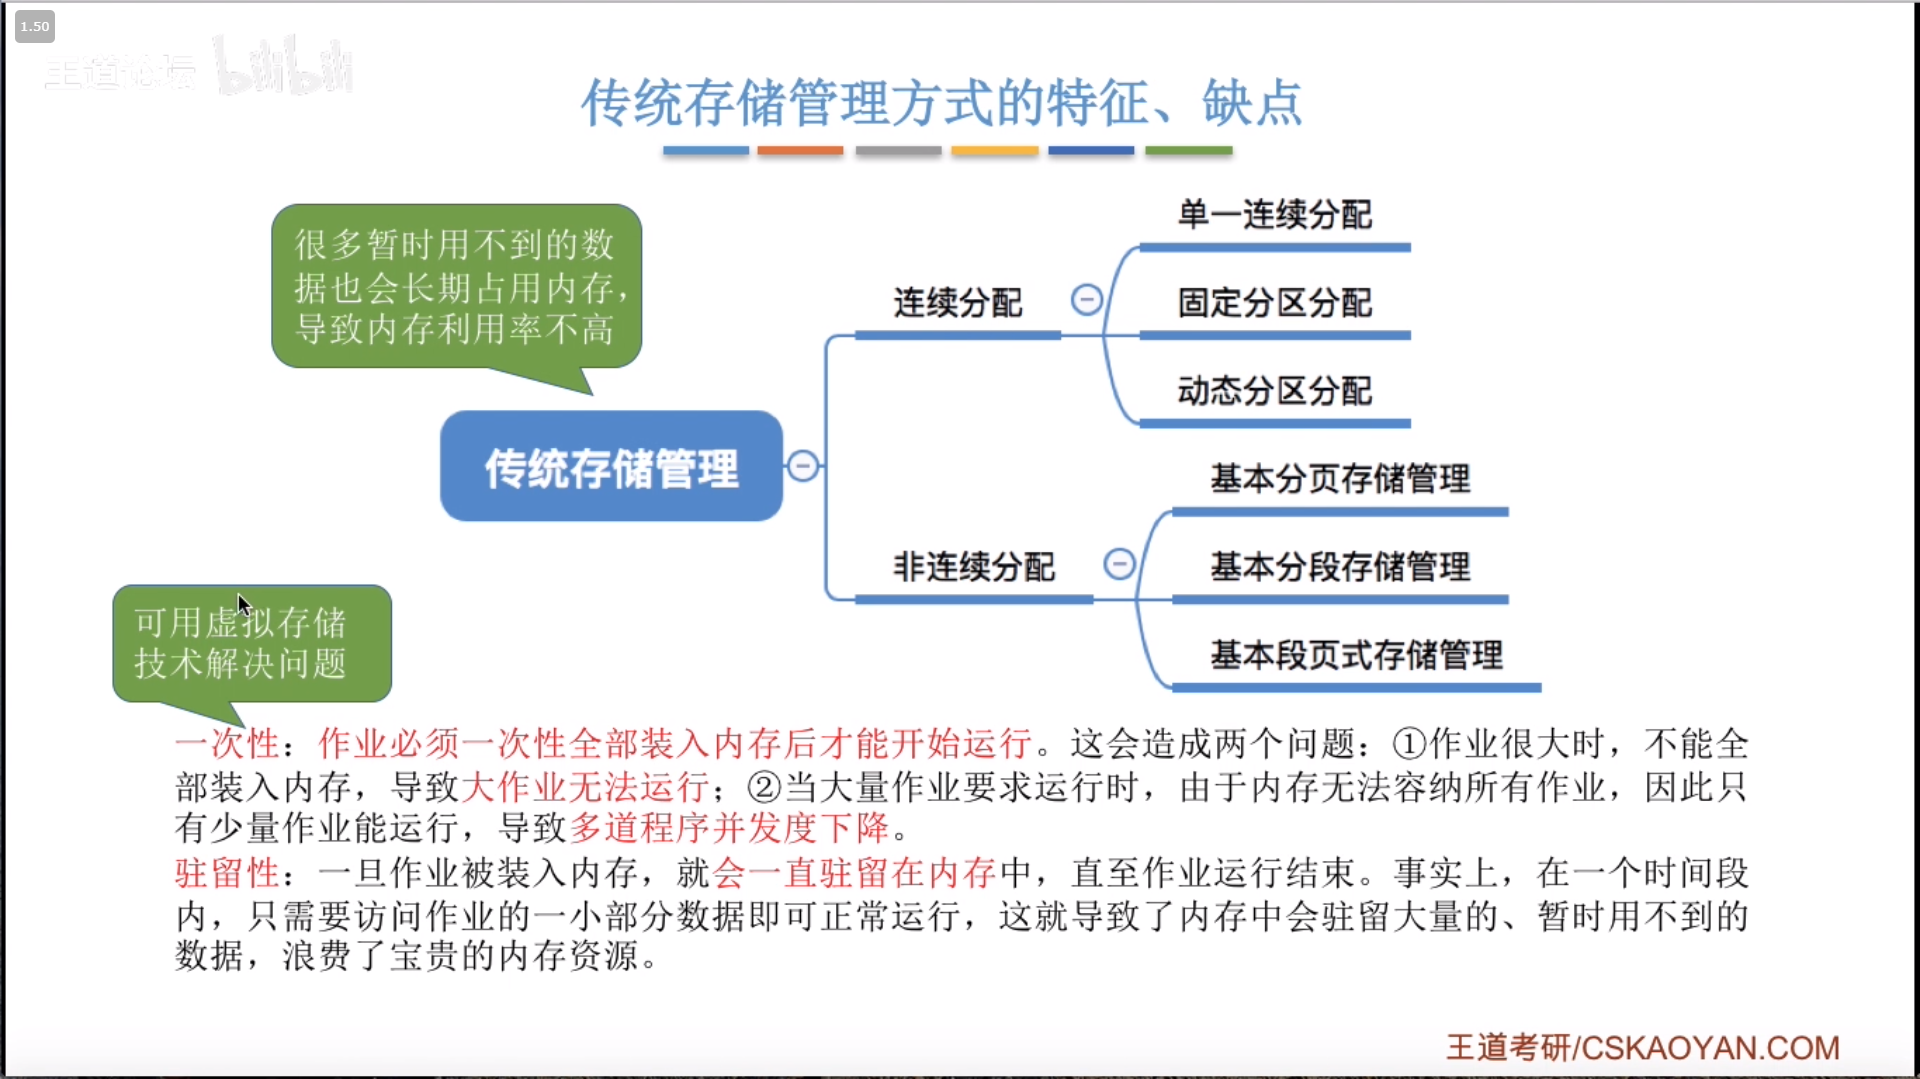 1.50
王道论坛 bilibili
传统存储管理方式的特征、缺点
很多暂时用不到的数
据也会长期占用内存，
导致内存利用率不高
传统存储管理
连续分配
单一连续分配
固定分区分配
动态分区分配
非连续分配
基本分页存储管理
基本分段存储管理
基本段页式存储管理
可用虚拟存储
技术解决问题
一次性：作业必须一次性全部装入内存后才能开始运行。这会造成两个问题：①作业很大时，不能全
部装入内存，导致大作业无法运行；②当大量作业要求运行时，由于内存无法容纳所有作业，因此只
有少量作业能运行，导致多道程序并发度下降。
驻留性：一旦作业被装入内存，就会一直驻留在内存中，直至作业运行结束。事实上，在一个时间段
内，只需要访问作业的一小部分数据即可正常运行，这就导致了内存中会驻留大量的、暂时用不到的
数据，浪费了宝贵的内存资源。
王道考研/CSKAOYAN.COM